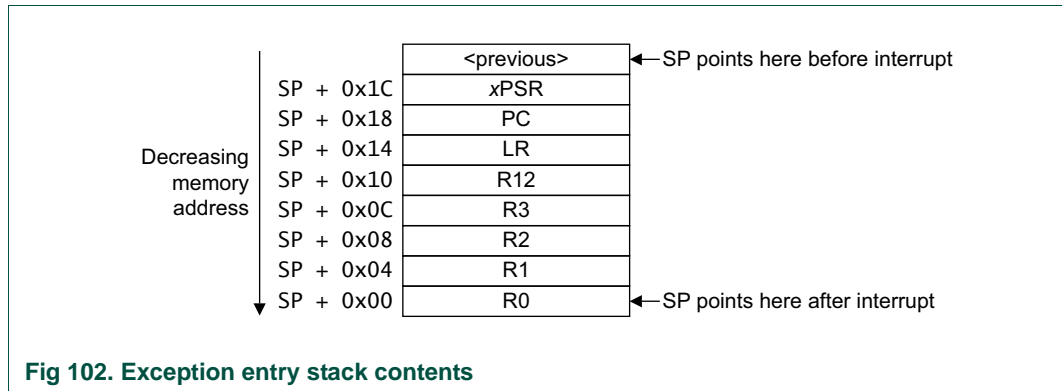 <previous>
SP points here before interrupt
SP + 0x1C
xPSR
SP + 0x18
PC
SP + 0x14
LR
Decreasing
memory
address
SP + 0x10
R12
SP + 0x0C
R3
SP + 0x08
R2
SP + 0x04
R1
SP + 0x00
R0
SP points here after interrupt
Fig 102. Exception entry stack contents